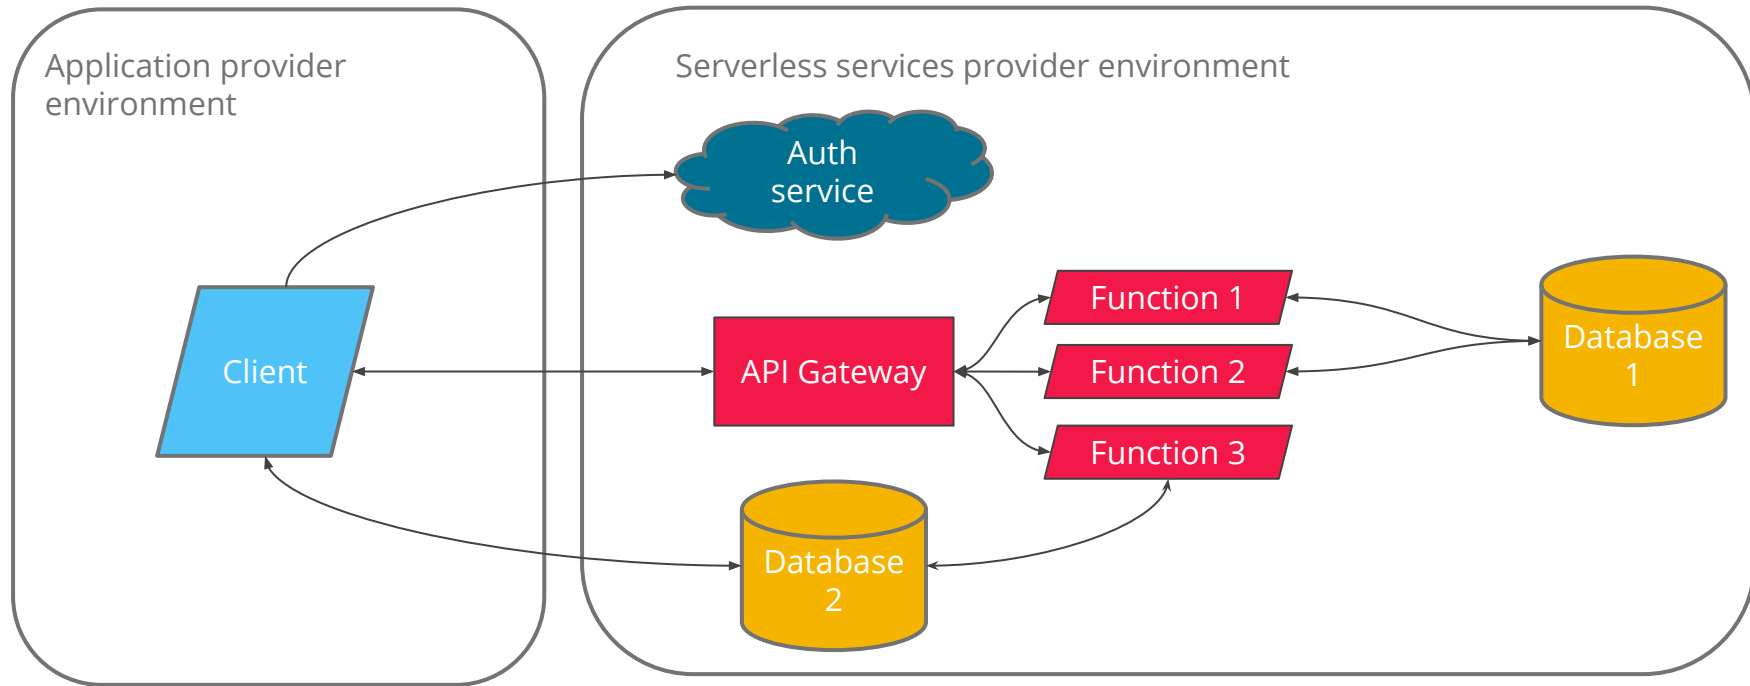 Application provider
environment
Serverless services provider environment
Auth
service
Client
API Gateway
Function 1
Function 2
Function 3
Database
1
Database
2